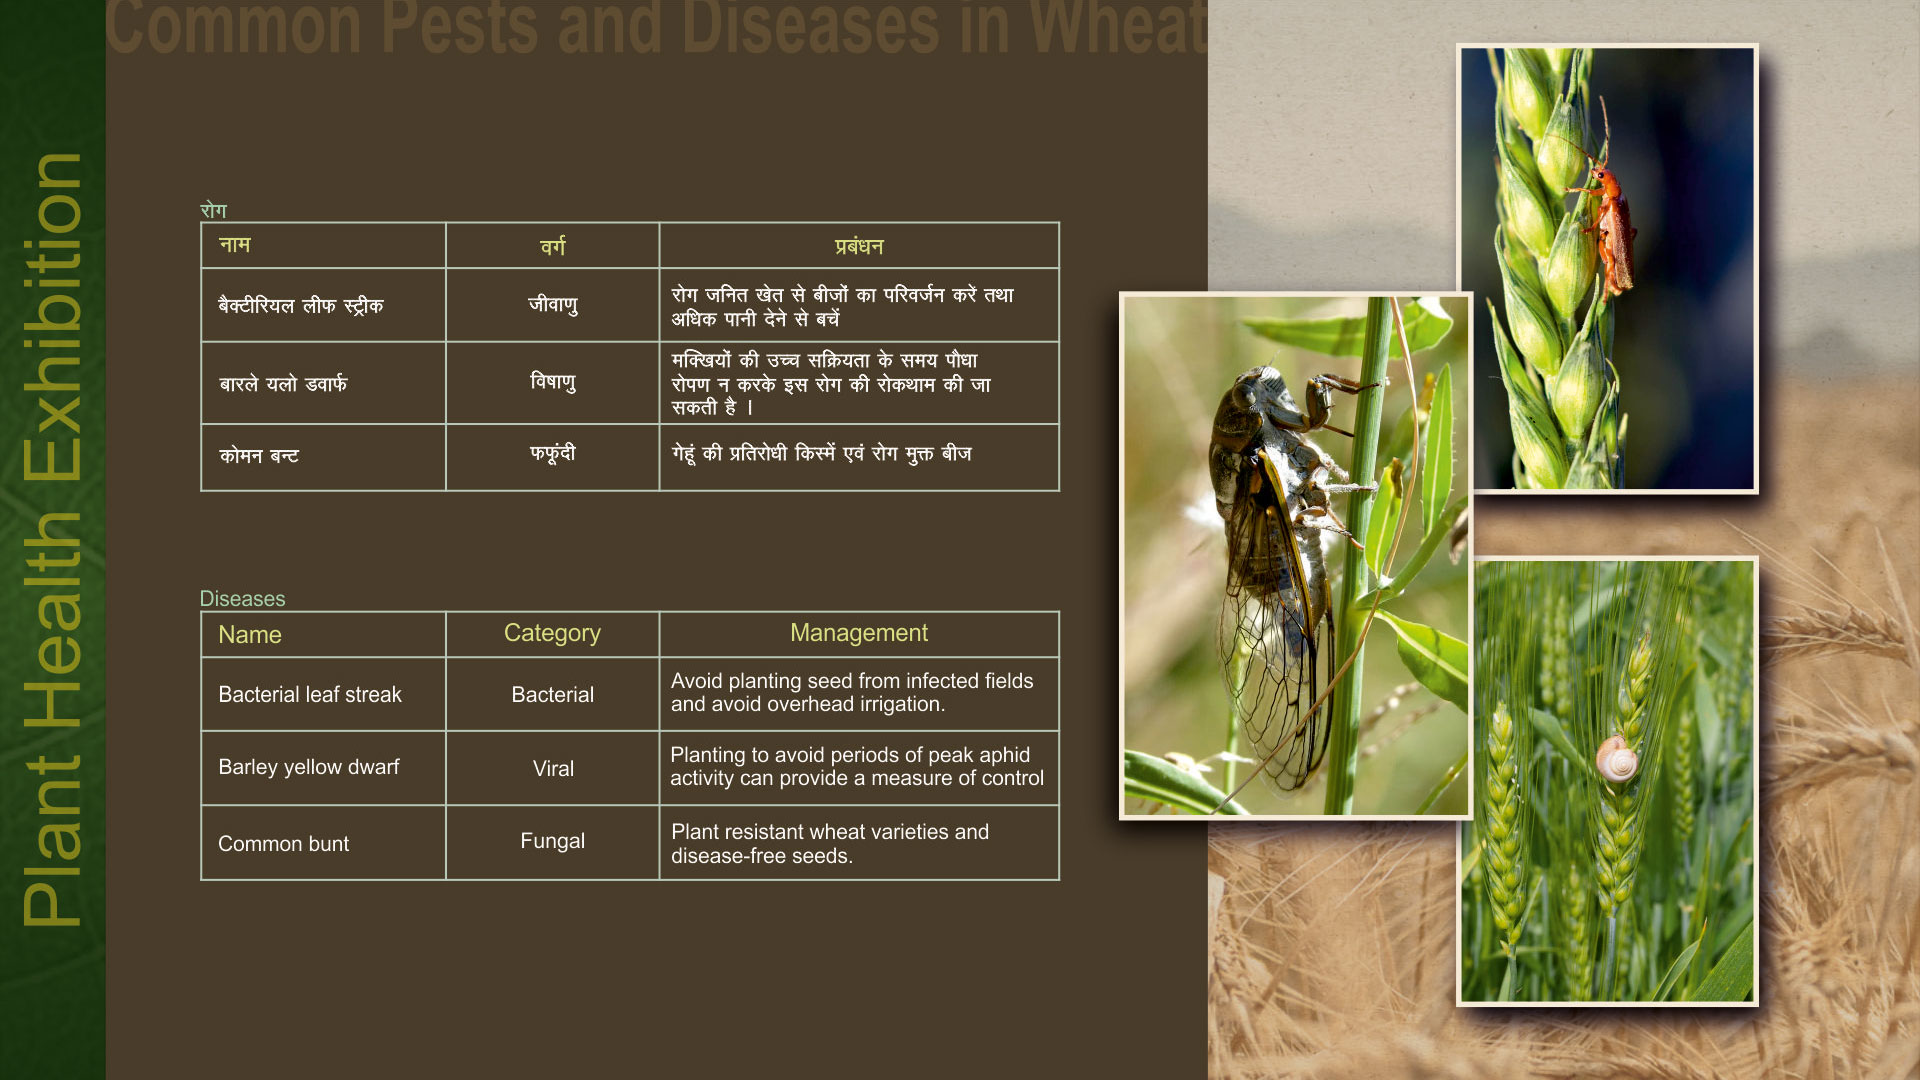 Common Pests and Diseases in Wheat
Plant Health Exhibition
रोग
नाम वर्ग प्रबंधन
बैक्टीरियल लीफ स्ट्रीक जीवाणु रोग जनित खेत से बीजों का परिवर्जन करें तथा
अधिक पानी देने से बचें
बारले यलो डवार्फ विषाणु मक्खियों की उच्च सक्रियता के समय पौधा
रोपण न करके इस रोग की रोकथाम की जा
सकती है ।
कोमन बन्ट फफूंदी गेहूं की प्रतिरोधी किस्में एवं रोग मुक्त बीज
Diseases
Name Category Management
Bacterial leaf streak Bacterial Avoid planting seed from infected fields
and avoid overhead irrigation.
Barley yellow dwarf Viral Planting to avoid periods of peak aphid
activity can provide a measure of control
Common bunt Fungal Plant resistant wheat varieties and
disease-free seeds.